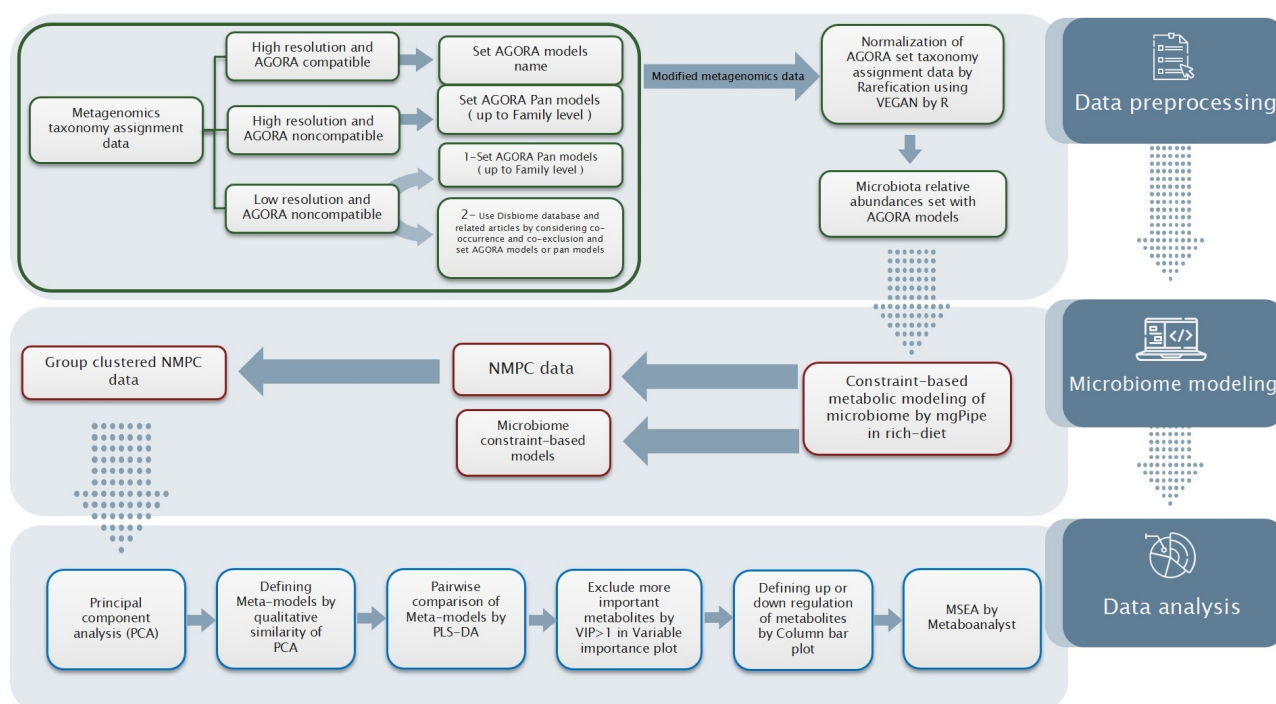 Metagenomics
taxonomy assignment
data
High resolution and
AGORA compatible
High resolution and
AGORA noncompatible
Low resolution and
AGORA noncompatible
Set AGORA models
name
Set AGORA Pan models
( up to Family level )
1-Set AGORA Pan models
( up to Family level )
2- Use Disbiome database and
related articles by considering co-
occurrence and co-exclusion and
set AGORA models or pan models
Modified metagenomics data
Normalization of
AGORA set taxonomy
assignment data by
Rarefication using
VEGAN by R
Microbiota relative
abundances set with
AGORA models
Data preprocessing
Group clustered NMPC
data
NMPC data
Microbiome
constraint-based
models
Constraint-based
metabolic modeling of
microbiome by mgPipe
in rich-diet
</>
Microbiome modeling
Principal
component
analysis (PCA)
Defining
Meta-models by
qualitative
similarity of
PCA
Pairwise
comparison of
Meta-models by
PLS-DA
Exclude more
important
metabolites by
VIP>1 in Variable
importance plot
Defining up or
down regulation
of metabolites
by Column bar
plot
MSEA by
Metaboanalyst
Data analysis